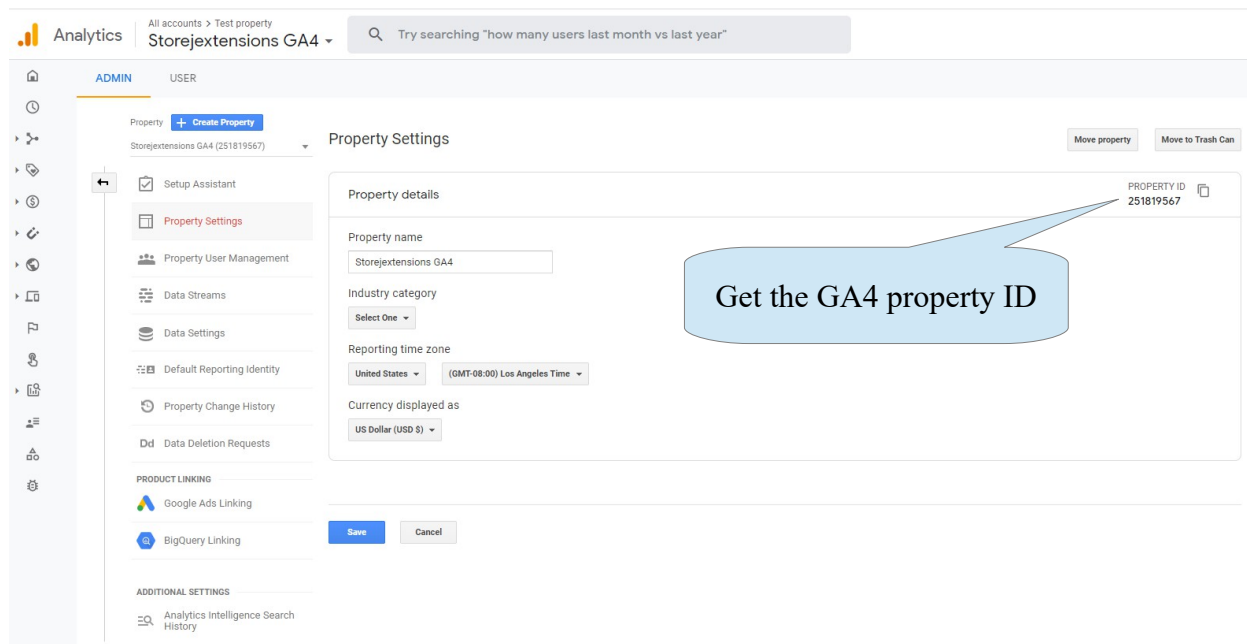 Analytics
All accounts > Test property
Storejextensions GA4
Try searching "how many users last month vs last year"
ADMIN
USER
Property
Create Property
Storejextensions GA4 (251819567)
Setup Assistant
Property Settings
Property User Management
Data Streams
Data Settings
Default Reporting Identity
Property Change History
Dd Data Deletion Requests
PRODUCT LINKING
Google Ads Linking
BigQuery Linking
ADDITIONAL SETTINGS
Analytics Intelligence Search
History
Property Settings
Move property
Move to Trash Can
Property details
PROPERTY ID
251819567
Property name
Storejextensions GA4
Industry category
Select One
Reporting time zone
United States
(GMT-08:00) Los Angeles Time
Currency displayed as
US Dollar (USD $)
Get the GA4 property ID
Save
Cancel